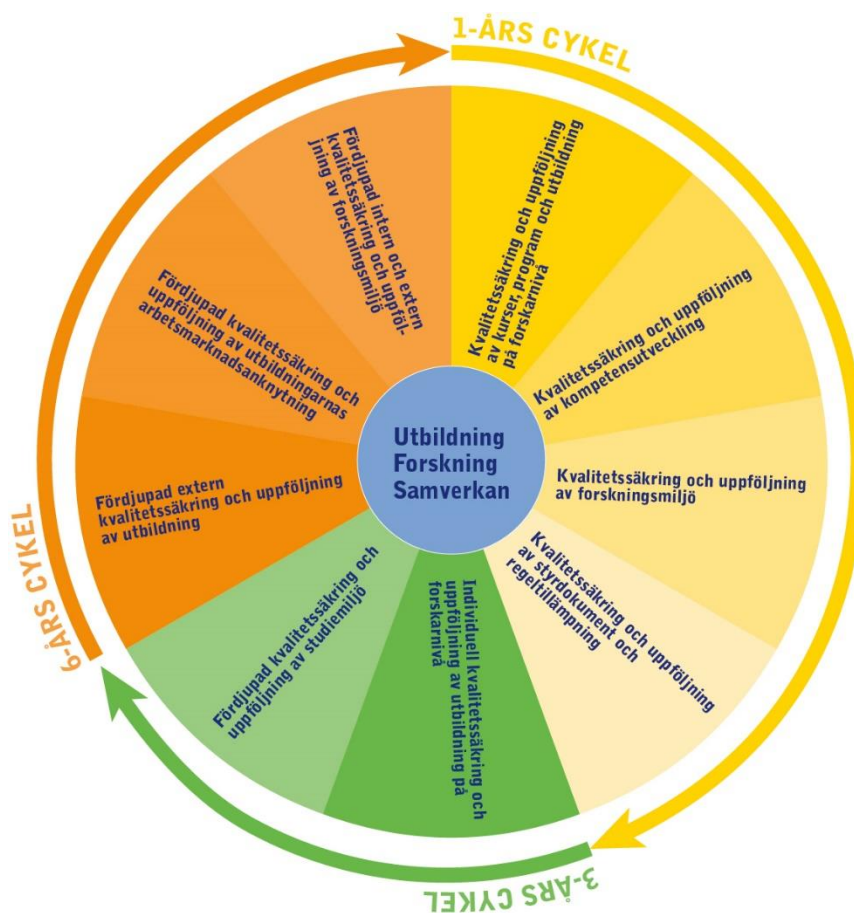 1-ÅRS CYKEL
Kvalitetssäkring och uppföljning
av kurser, program och utbildning
på forskarnivå
Kvalitetssäkring och uppföljning
av kompetensutveckling
Kvalitetssäkring och uppföljning
av forskningsmiljö
Kvalitetssäkring och uppföljning
av styrdokument och
regeltillämpning
3-ÅRS CYKEL
Individuell kvalitetssäkring och
uppföljning av utbildning på
forskarnivå
Fördjupad kvalitetssäkring och
uppföljning av studiemiljö
6-ÅRS CYKEL
Fördjupad extern
kvalitetssäkring och uppföljning
av utbildning
Fördjupad kvalitetssäkring och
uppföljning av utbildningarnas
arbetsmarknadsanknytning
Fördjupad intern och extern
kvalitetssäkring och uppföl-
jning av forskningsmiljö
Utbildning
Forskning
Samverkan